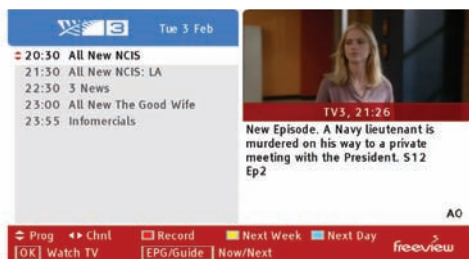 3 Tue 3 Feb
20:30 All New NCIS
21:30 All New NCIS: LA
22:30 3 News
23:00 All New The Good Wife
23:55 Infomercials
TV3, 21:26
New Episode. A Navy lieutenant is
murdered on his way to a private
meeting with the President. S12
Ep2
AO
Prog Chnl Record Next Week Next Day
[OK] Watch TV [EPG/Guide] Now/Next
freeview